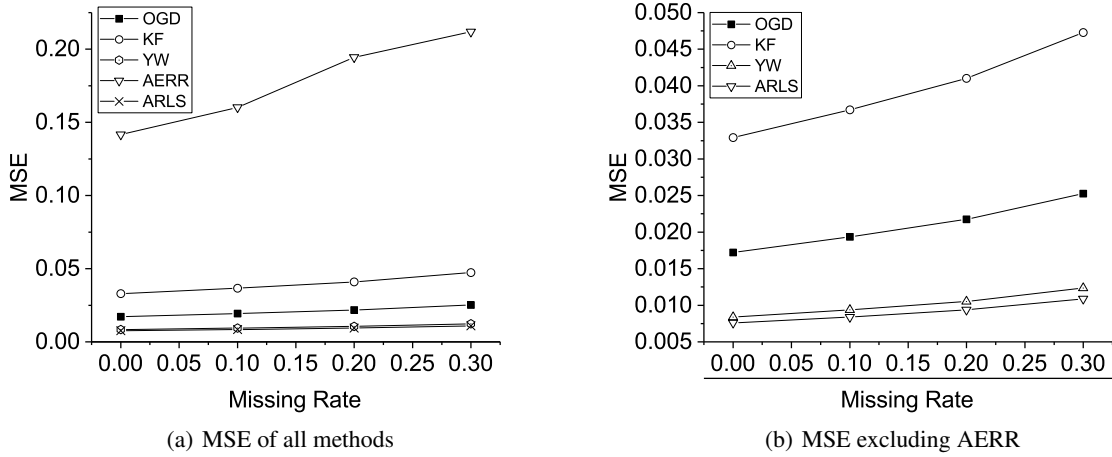 OGD
KF
YW
AERR
ARLS
0.20
0.15
0.10
0.05
0.00
MSE
0.00 0.05 0.10 0.15 0.20 0.25 0.30
Missing Rate
(a) MSE of all methods
0.050
0.045
0.040
0.035
0.030
0.025
0.020
0.015
0.010
0.005
MSE
OGD
KF
YW
ARLS
0.00 0.05 0.10 0.15 0.20 0.25 0.30
Missing Rate
(b) MSE excluding AERR